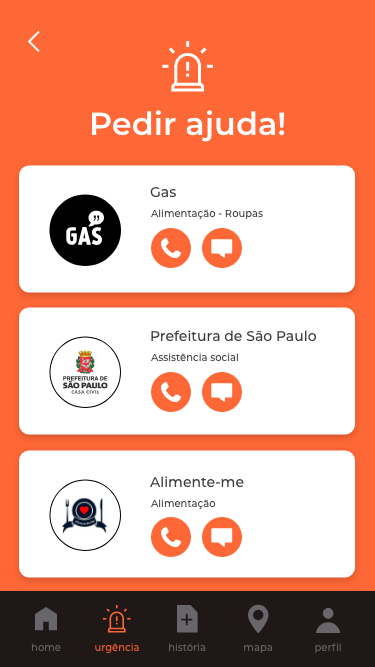 Pedir ajuda!
GAS
Gas
Alimentação - Roupas
PREFEITURA DE
SÃO PAULO
CASA CIVIL
Prefeitura de São Paulo
Assistência social
Alimente-me
Alimentação
home
urgência
história
mapa
perfil